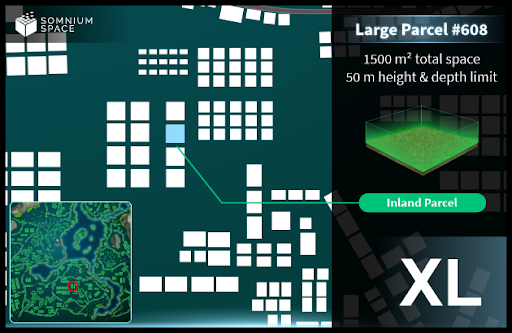 SOMNIUM
SPACE
Large Parcel #608
1500 m² total space
50 m height & depth limit
Inland Parcel
XL